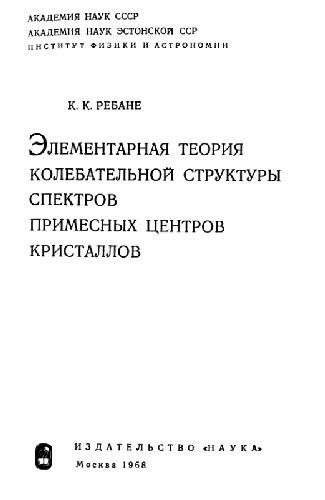 АКАДЕМИЯ НАУК СССР
АКАДЕМИЯ НАУК ЭСТОНСКОЙ ССР
ИНСТИТУТ ФИЗИКИ И АСТРОНОМИИ
К. К. РЕБАНЕ
ЭЛЕМЕНТАРНАЯ ТЕОРИЯ
КОЛЕБАТЕЛЬНОЙ СТРУКТУРЫ
СПЕКТРОВ
ПРИМЕСНЫХ ЦЕНТРОВ
КРИСТАЛЛОВ
ИЗДАТЕЛЬСТВО «НАУКА»
Москва 1968